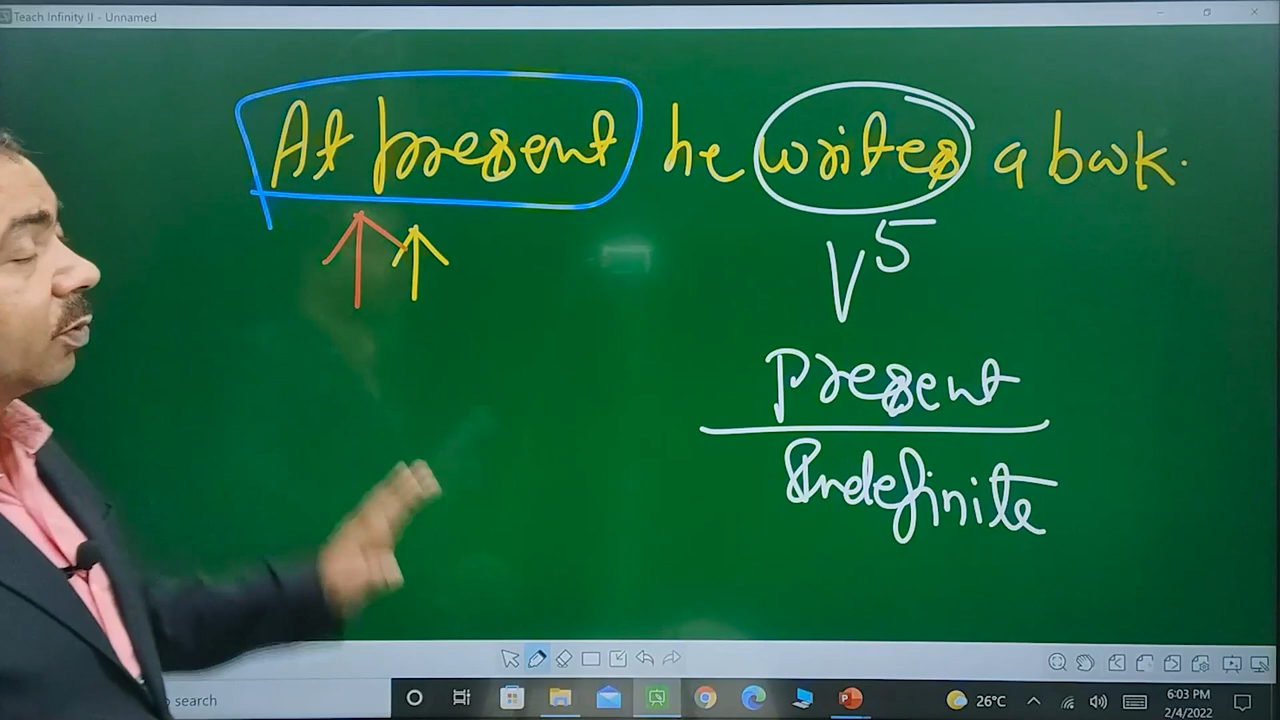 Teach Infinity II - Unnamed
At present he writes a book.
V5
Present
Indefinite
search
26°C
6:03 PM
2/4/2022